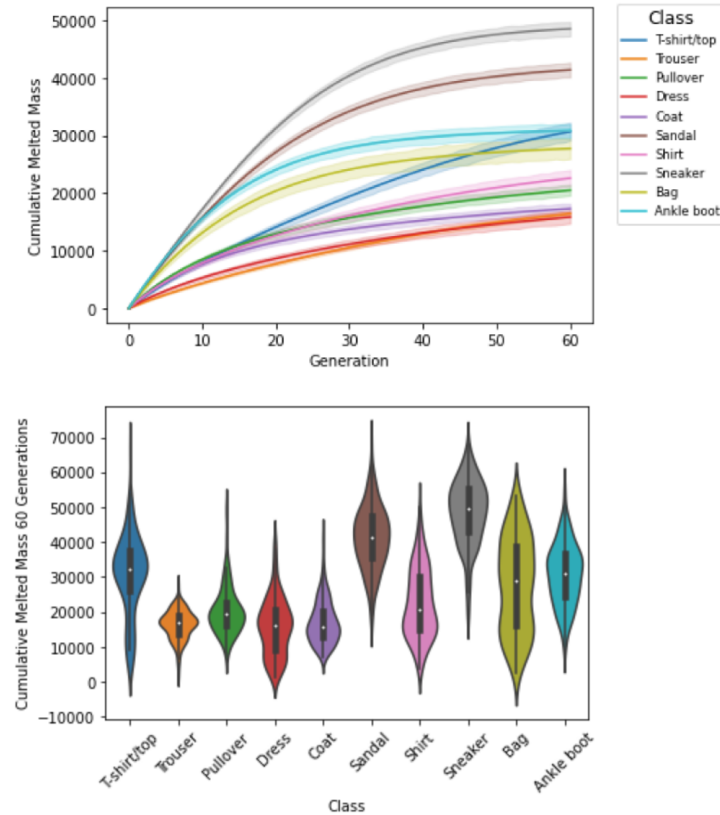 Class
T-shirt/top
Trouser
Pullover
Dress
Coat
Sandal
Shirt
Sneaker
Bag
Ankle boot
Cumulative Melted Mass
50000
40000
30000
20000
10000
0
0 10 20 30 40 50 60
Generation
Cumulative Melted Mass 60 Generations
70000
60000
50000
40000
30000
20000
10000
0
−10000
T-shirt/top Trouser Pullover Dress Coat Sandal Shirt Sneaker Bag Ankle boot
Class